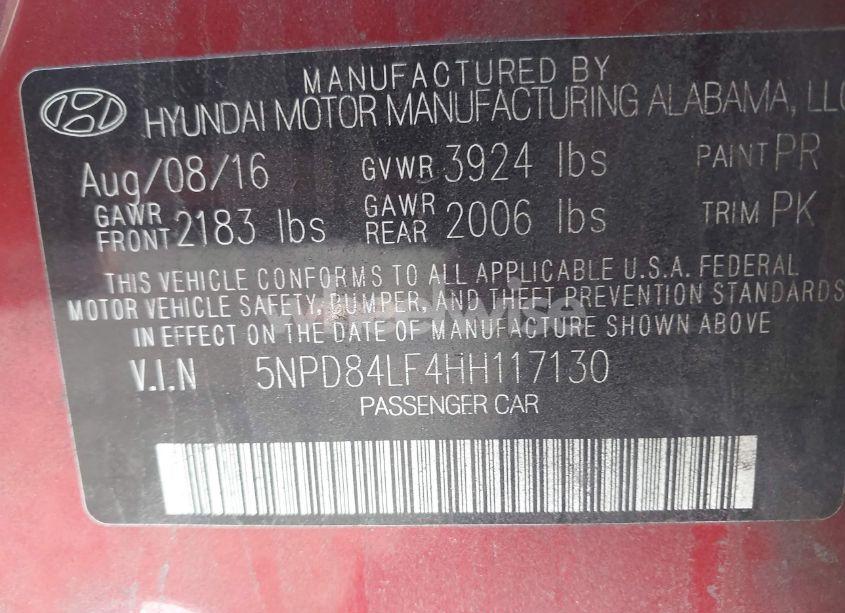 MANUFACTURED BY
HYUNDAI MOTOR MANUFACTURING ALABAMA, LLC
Aug/08/16 GVWR 3924 lbs PAINT PR
GAWR FRONT 2183 lbs GAWR REAR 2006 lbs TRIM PK
THIS VEHICLE CONFORMS TO ALL APPLICABLE U.S.A. FEDERAL
MOTOR VEHICLE SAFETY, BUMPER, AND THEFT PREVENTION STANDARDS
IN EFFECT ON THE DATE OF MANUFACTURE SHOWN ABOVE
V.I.N 5NPD84LF4HH117130
PASSENGER CAR